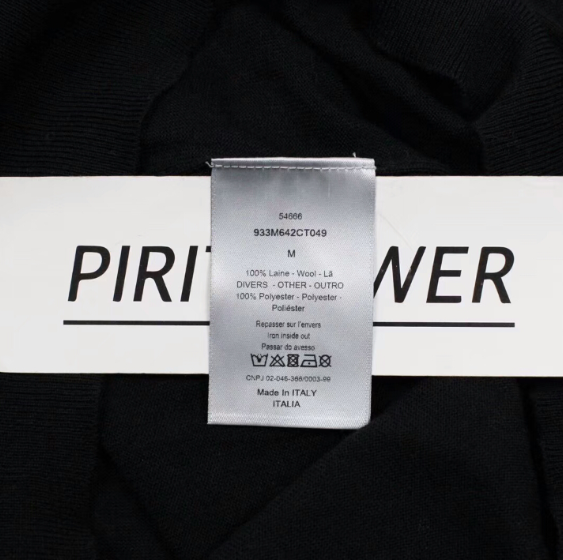 54666
933M642CT049
M
100% Laine - Wool - Lã
DIVERS - OTHER - OUTRO
100% Polyester - Polyester -
Poliéster
Repasser sur l'envers
Iron inside out
Passar do avesso
CNPJ 02-046-366/0003-99
Made In ITALY
ITALIA
PIRIT WER